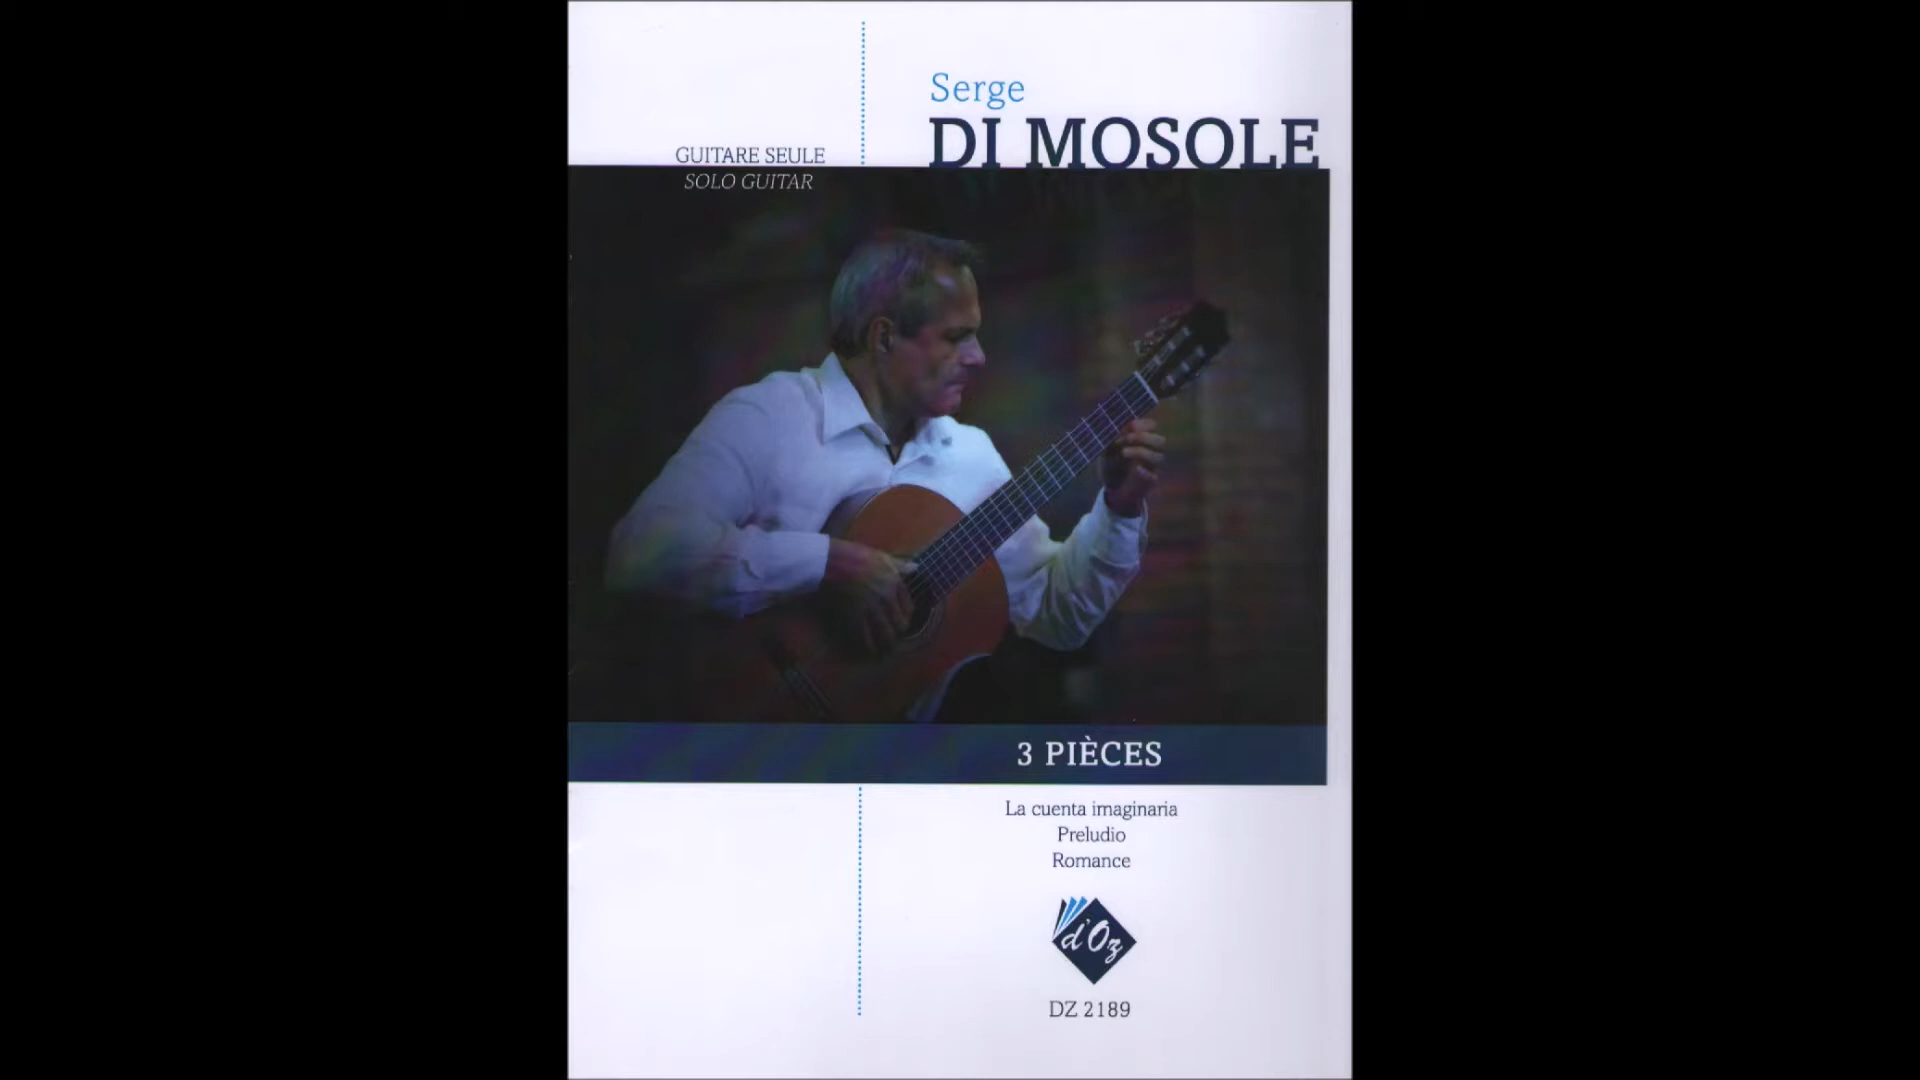 Serge
DI MOSOLE
GUITARE SEULE
SOLO GUITAR
3 PIÈCES
La cuenta imaginaria
Preludio
Romance
d'Oz
DZ 2189